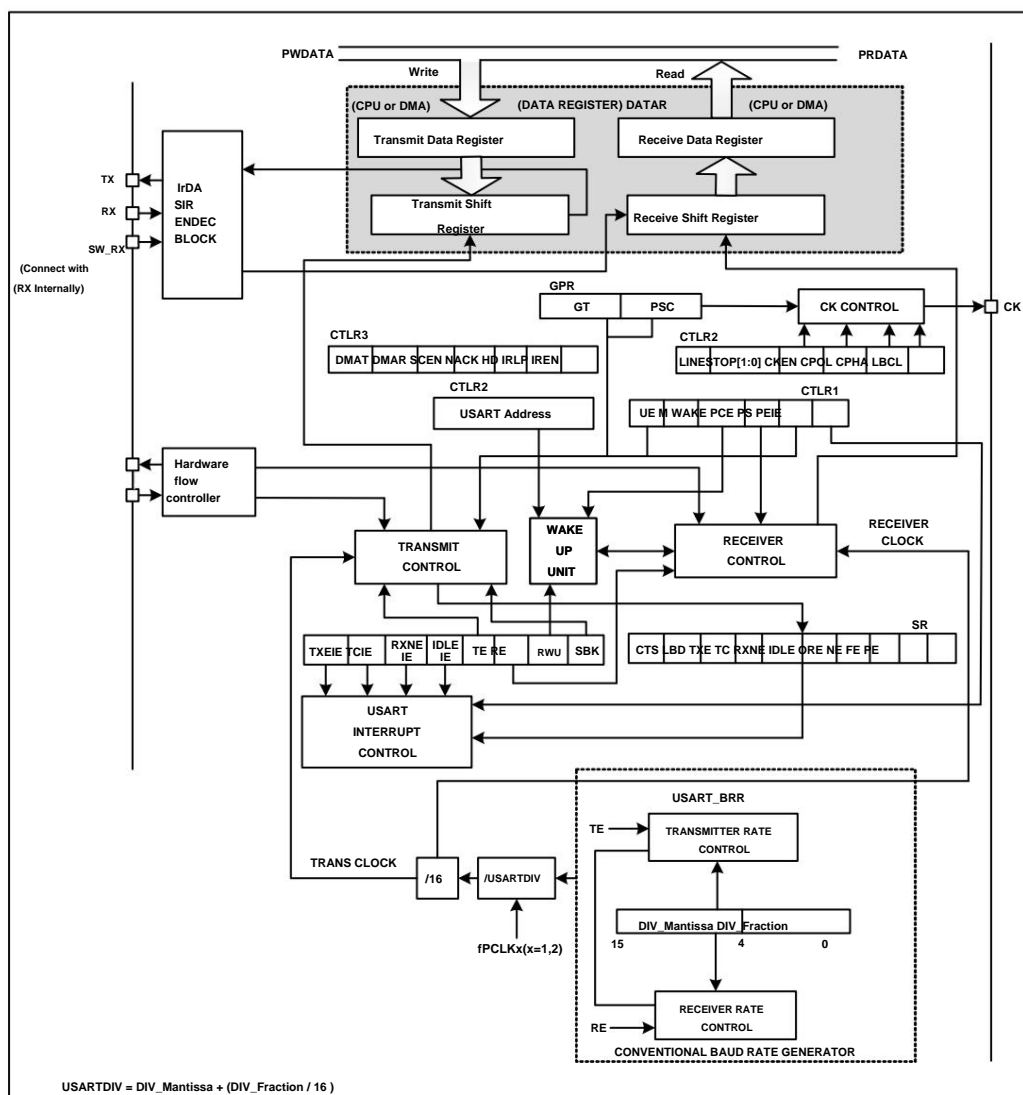 PWDATA PRDATA
Write Read
(CPU or DMA) (DATA REGISTER) DATAR (CPU or DMA)
Transmit Data Register Receive Data Register
TX
RX
SW_RX
(Connect with
(RX Internally)
IrDA
SIR
ENDEC
BLOCK
Transmit Shift
Register
Receive Shift Register
GPR
GT PSC
CK CONTROL
CK
CTLR3
DMAT DMAR SCEN NACK HD IRLP IREN
CTLR2
LINESTOP[1:0] CKEN CPOL CPHA LBCL
CTLR2
USART Address
CTLR1
UE M WAKE PCE PS PEIE
Hardware
flow
controller
TRANSMIT
CONTROL
WAKE
UP
UNIT
RECEIVER
CONTROL
RECEIVER
CLOCK
TXEIE TCIE RXNE IE IDLE IE TE RE RWU SBK
SR
CTS LBD TXE TC RXNE IDLE ORE NE FE PE
USART
INTERRUPT
CONTROL
USART_BRR
TE
TRANSMITTER RATE
CONTROL
TRANS CLOCK
/16
/USARTDIV
fPCLKx(x=1,2)
DIV_Mantissa DIV_Fraction
15 4 0
RE
RECEIVER RATE
CONTROL
CONVENTIONAL BAUD RATE GENERATOR
USARTDIV = DIV_Mantissa + (DIV_Fraction / 16 )